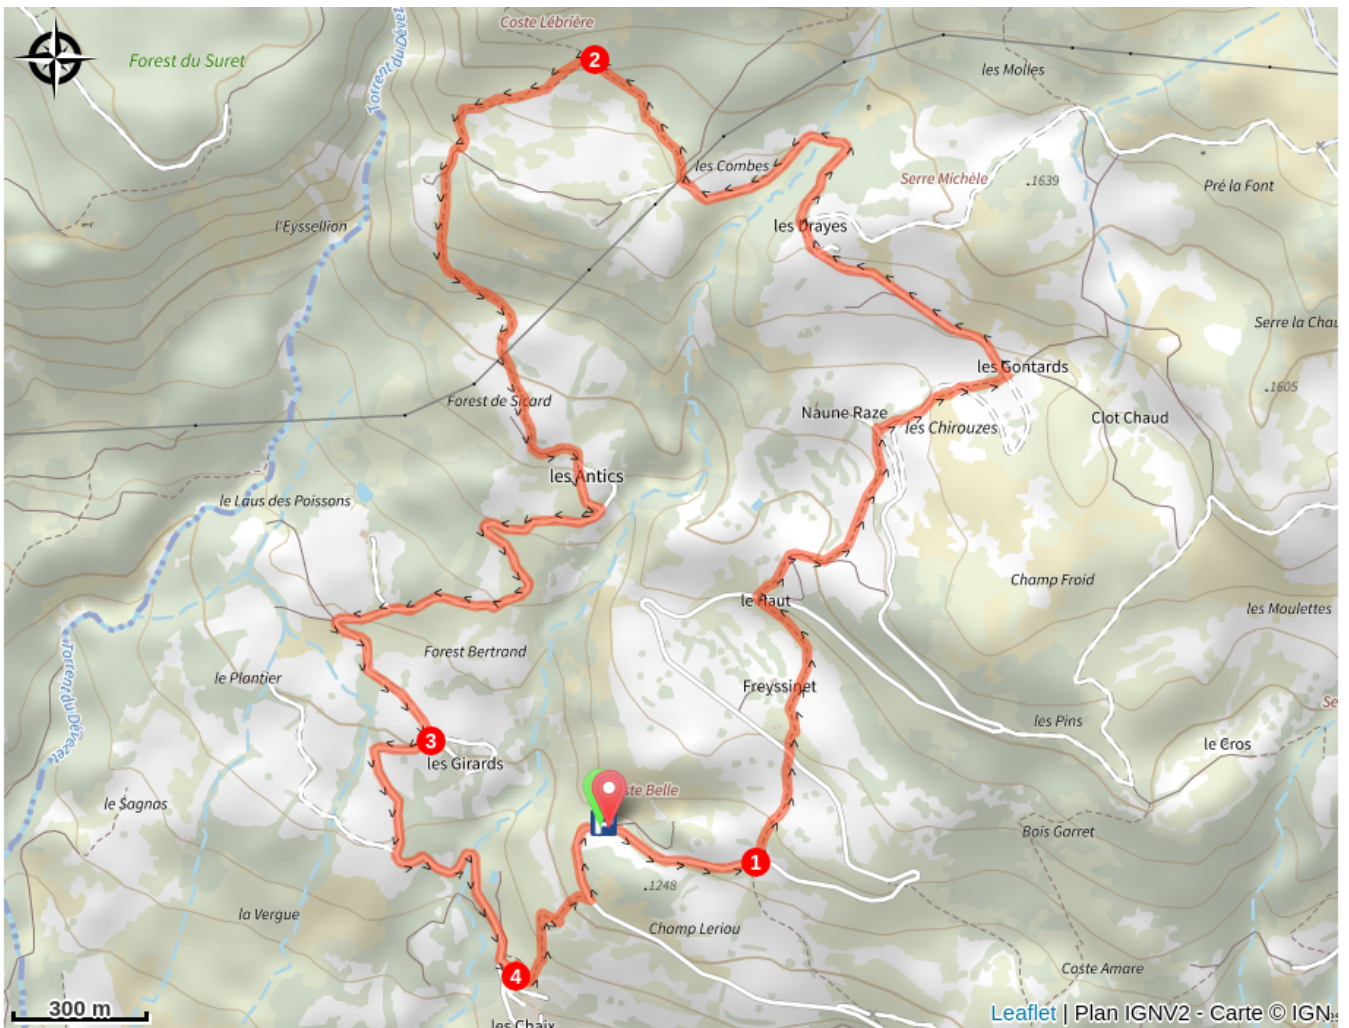 Coste Lébrière
Forest du Suret
Torrent du Dévez
2
les Molles
les Combes
Serre Michèle
1639
Pré la Font
l'Eyssellion
les Drayes
Serre la Chau
les Gontards
1605
Forest de Sicard
Naune Raze
les Chirouzes
Clot Chaud
les Antics
le Laus des Poissons
Champ Froid
le Haut
les Moulettes
Forest Bertrand
le Plantier
Freyssinet
Torrent du Dévezet
Se
les Pins
3
le Cros
les Girards
ste Belle
le Sagnas
Bois Garret
1
1248
la Vergue
Champ Leriou
4
Coste Amare
300 m
les Chaix
Leaflet | Plan IGNV2 - Carte © IGN